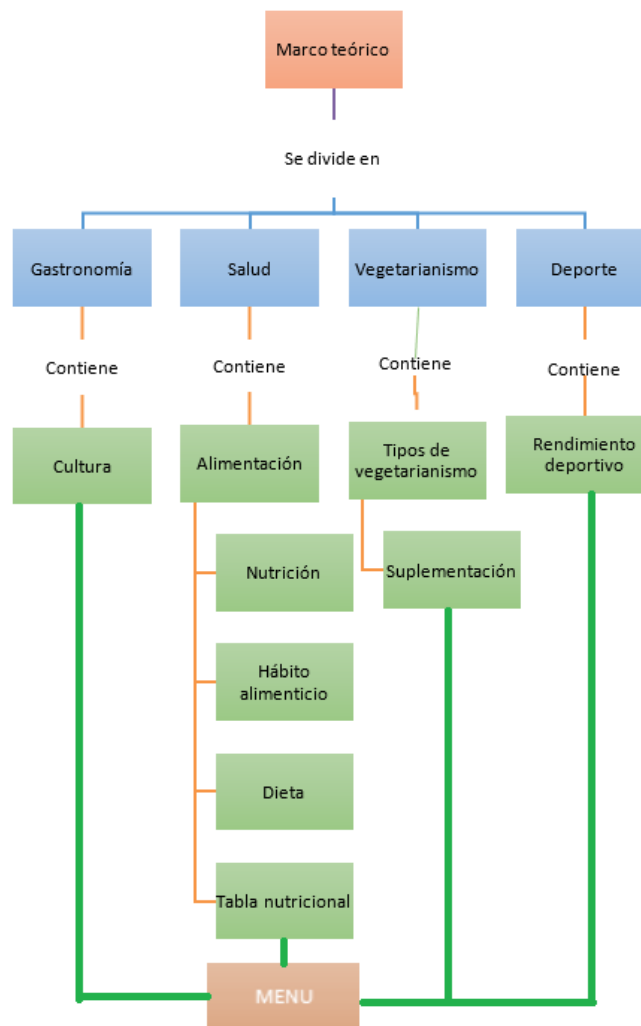 Marco teórico
Se divide en
Gastronomía
Salud
Vegetarianismo
Deporte
Contiene
Contiene
Contiene
Contiene
Cultura
Alimentación
Tipos de
vegetarianismo
Rendimiento
deportivo
Nutrición
Suplementación
Hábito
alimenticio
Dieta
Tabla nutricional
MENU